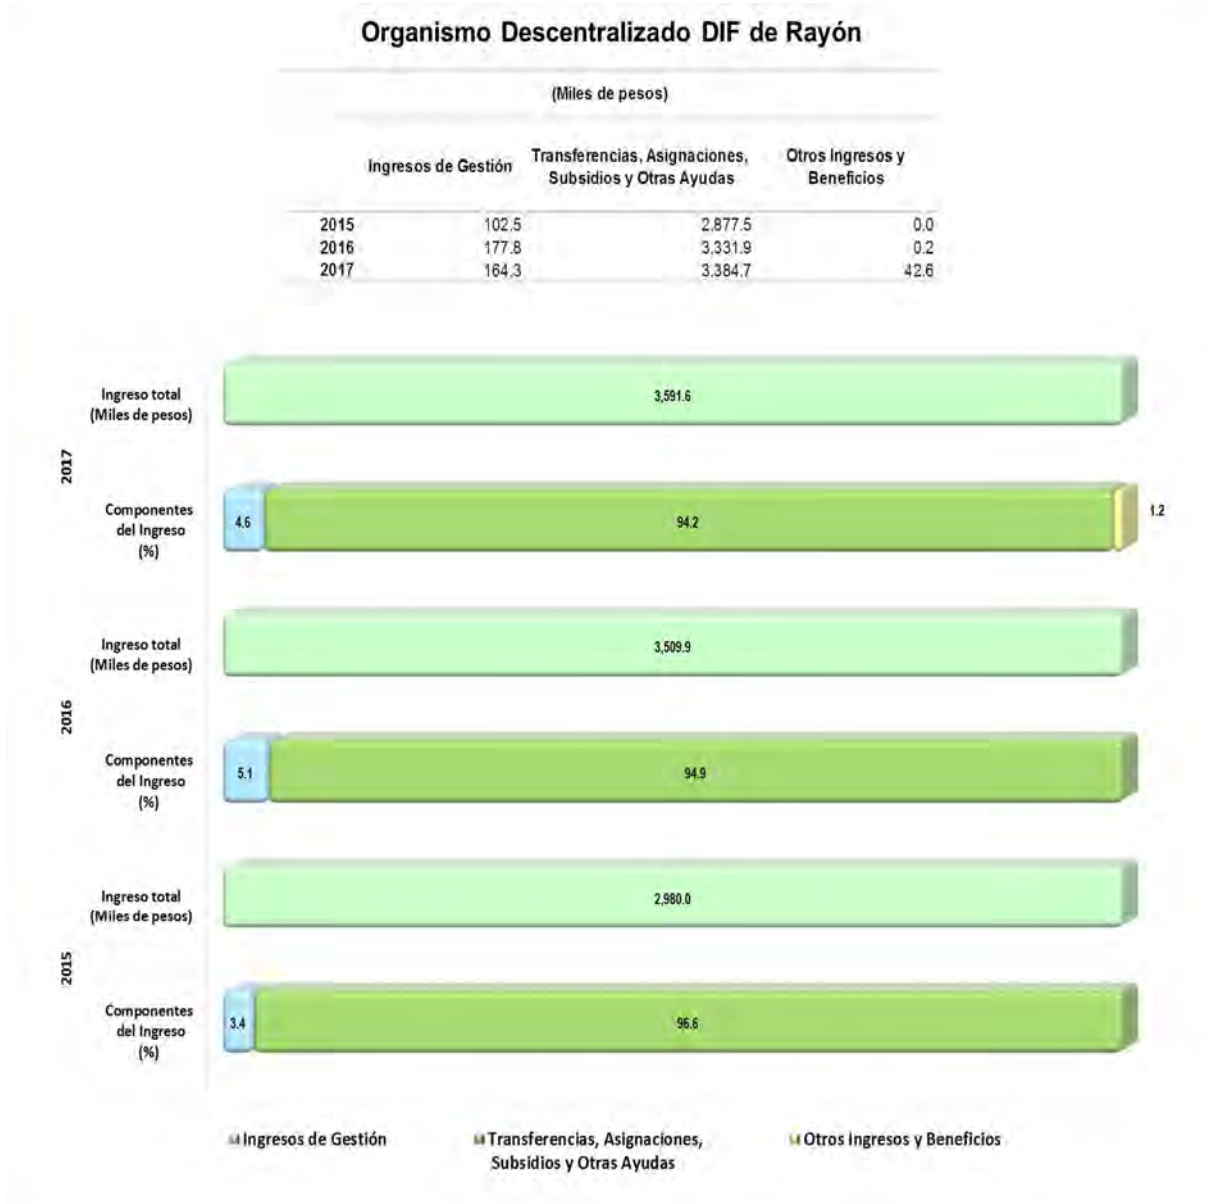 Organismo Descentralizado DIF de Rayón
(Miles de pesos)
Ingresos de Gestión
Transferencias, Asignaciones,
Subsidios y Otras Ayudas
Otros Ingresos y
Beneficios
2015 102.5 2,877.5 0.0
2016 177.8 3,331.9 0.2
2017 164.3 3,384.7 42.6
2017
Ingreso total
(Miles de pesos)
3,591.6
Componentes
del Ingreso
(%)
4.6 94.2 1.2
2016
Ingreso total
(Miles de pesos)
3,509.9
Componentes
del Ingreso
(%)
5.1 94.9
2015
Ingreso total
(Miles de pesos)
2,980.0
Componentes
del Ingreso
(%)
3.4 96.6
Ingresos de Gestión
Transferencias, Asignaciones,
Subsidios y Otras Ayudas
Otros Ingresos y Beneficios